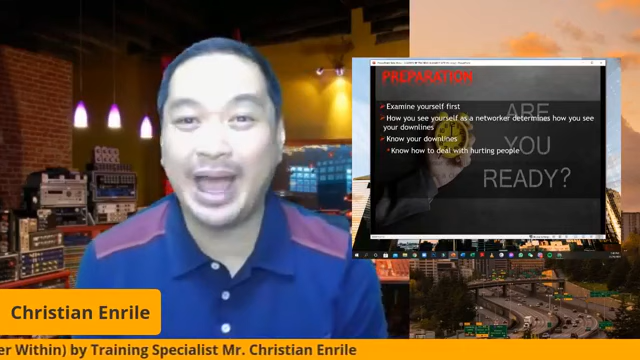 PREPARATION
Examine yourself first
How you see yourself as a networker determines how you see
your downlines
Know your downlines
Know how to deal with hurting people
ARE
YOU
READY?
Christian Enrile
er Within) by Training Specialist Mr. Christian Enrile